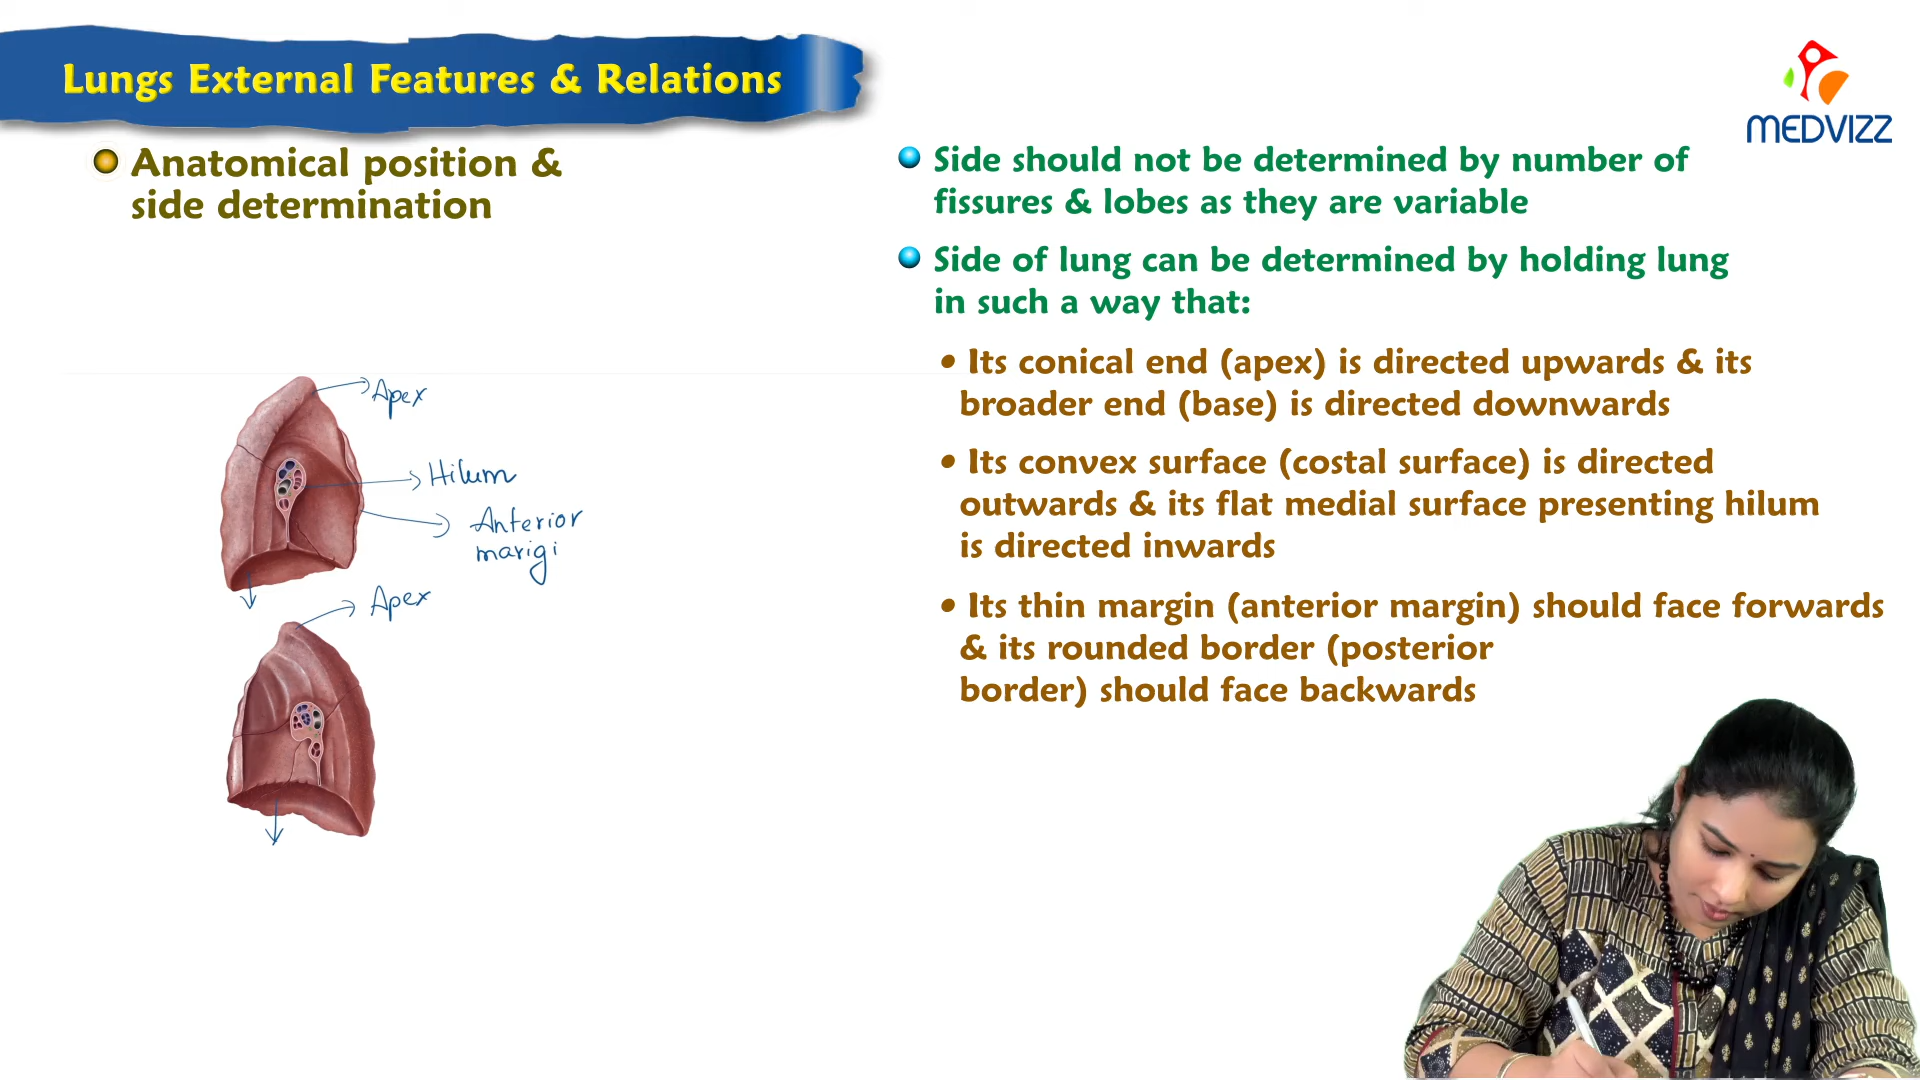 Lungs External Features & Relations
MEDVIZZ
Anatomical position &
side determination
Side should not be determined by number of
fissures & lobes as they are variable
Side of lung can be determined by holding lung
in such a way that:
• Its conical end (apex) is directed upwards & its
broader end (base) is directed downwards
• Its convex surface (costal surface) is directed
outwards & its flat medial surface presenting hilum
is directed inwards
• Its thin margin (anterior margin) should face forwards
& its rounded border (posterior
border) should face backwards
Apex
Hilum
Anterior
marigi
Apex